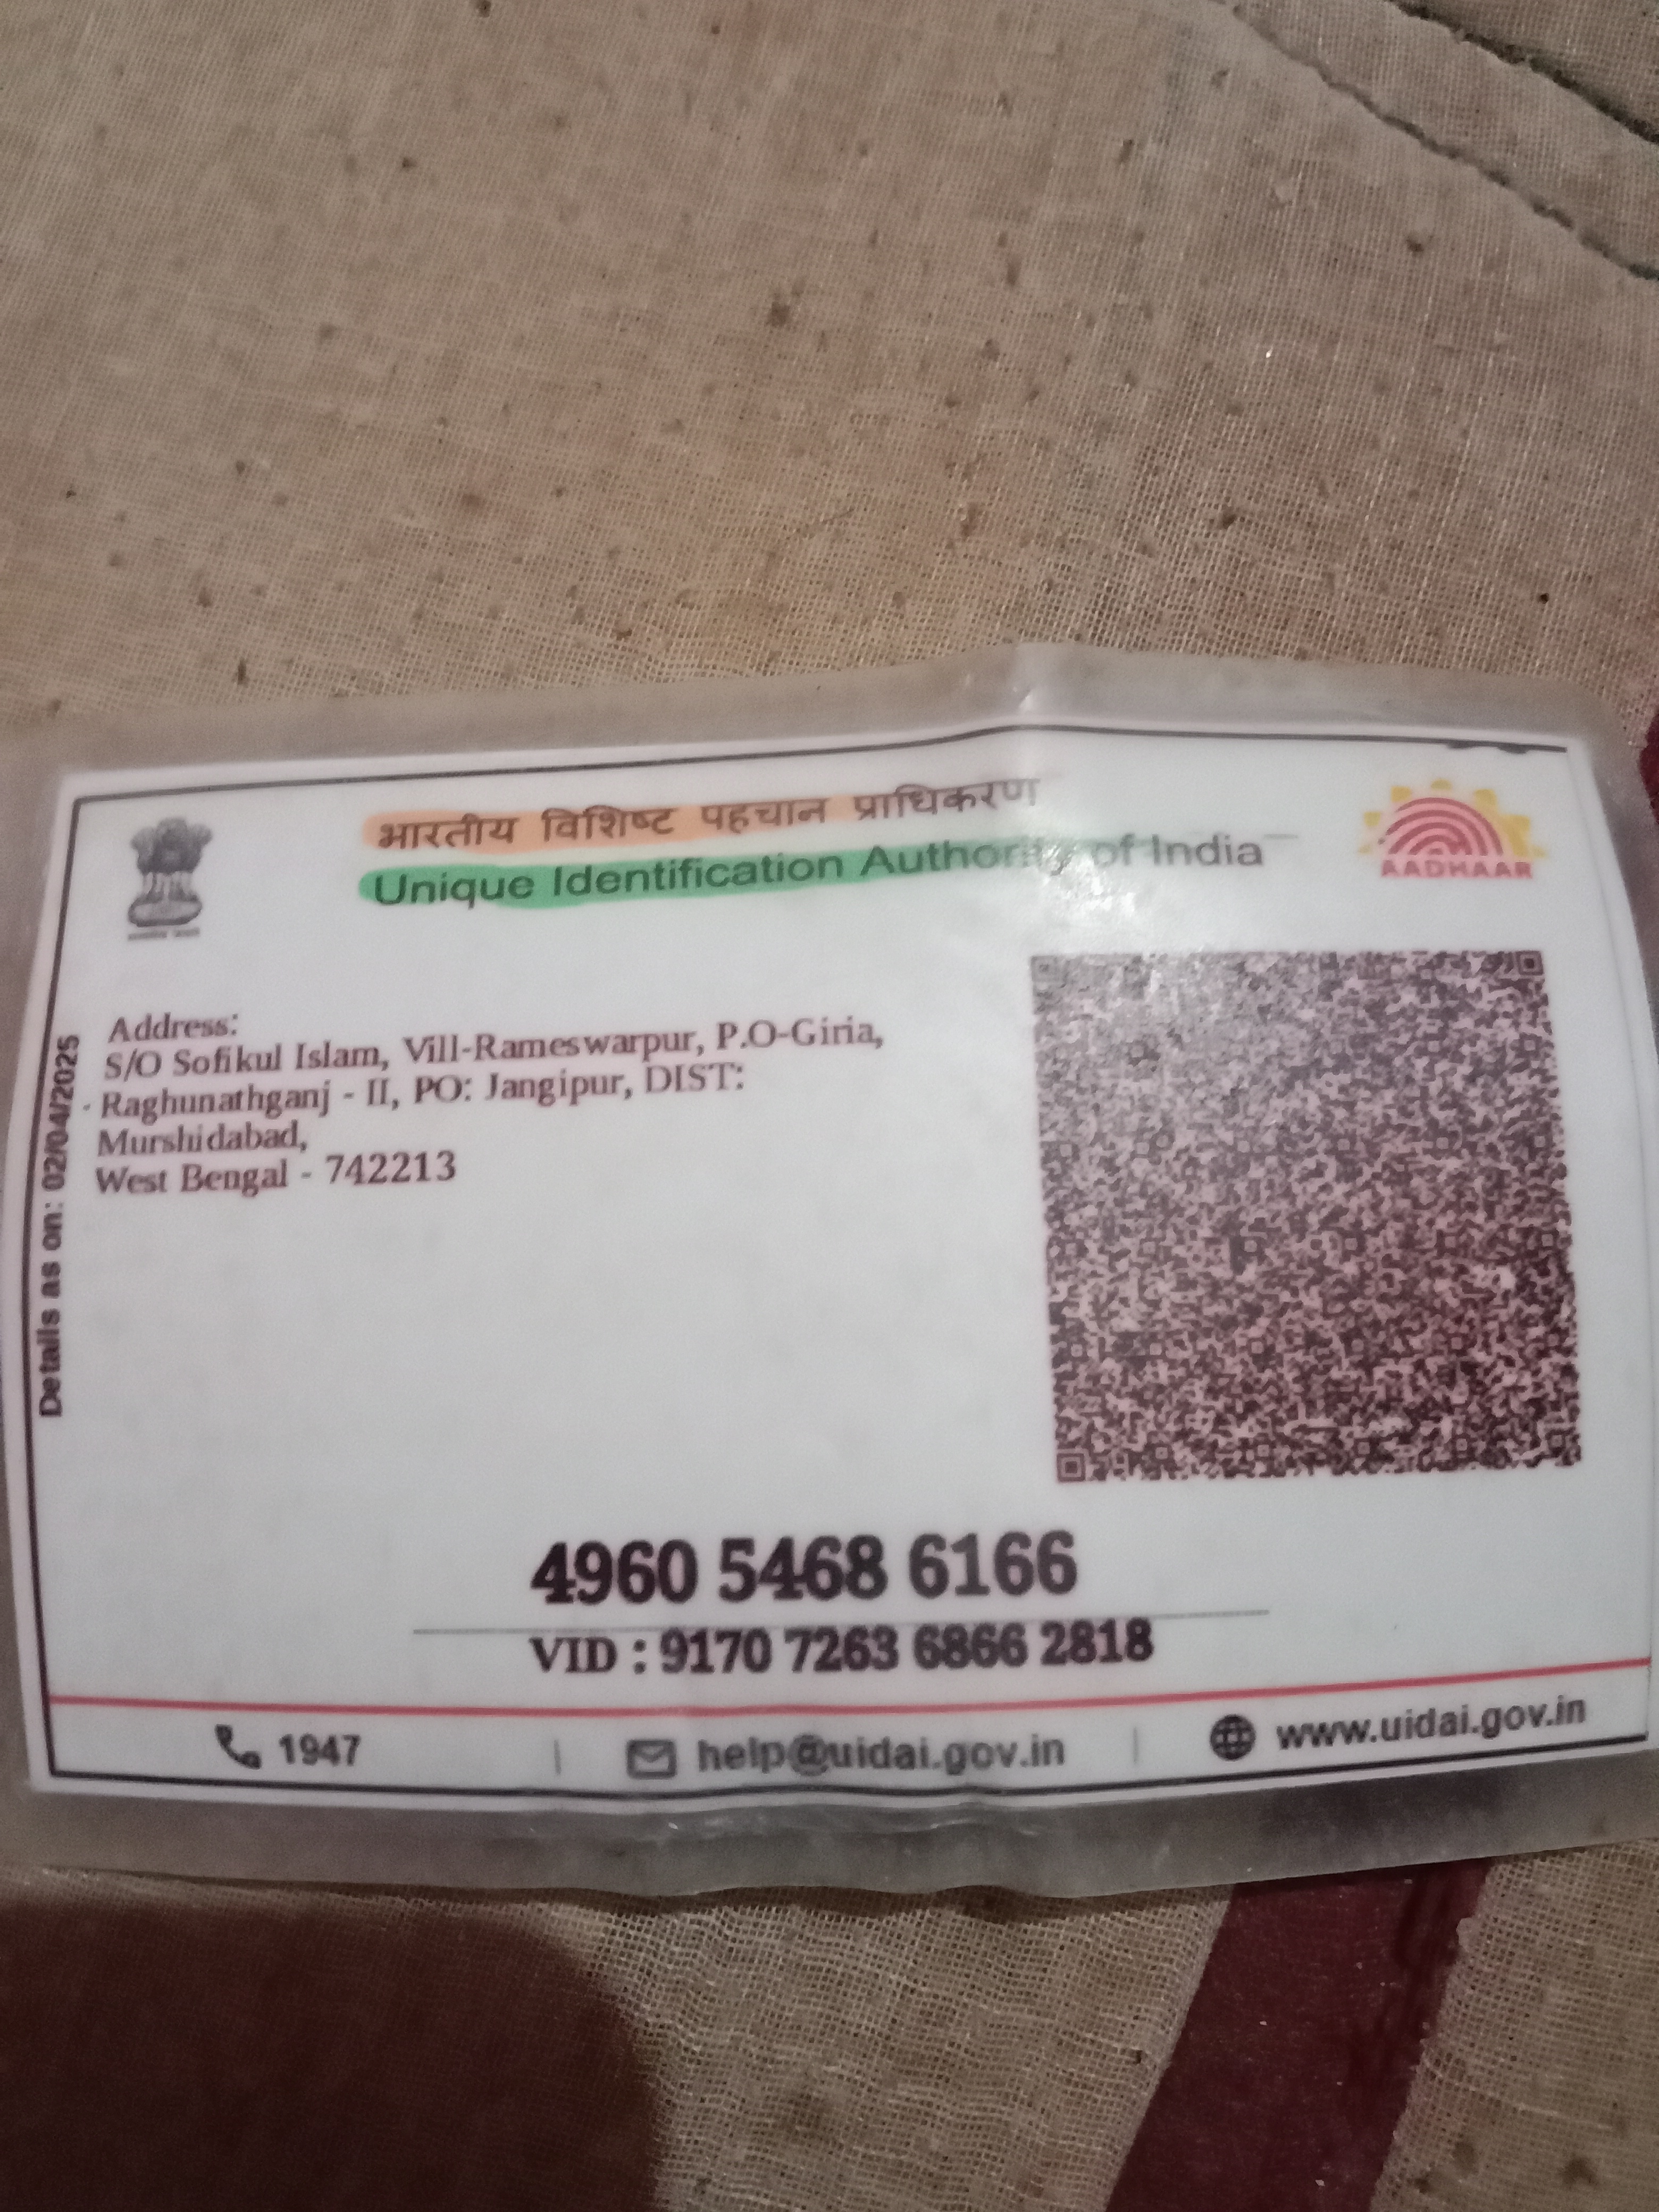 भारतीय विशिष्ट पहचान प्राधिकरण
Unique Identification Authority of India
AADHAAR
Details as on: 02/04/2025
Address:
S/O Sofikul Islam, Vill-Rameswarpur, P.O-Giria,
Raghunathganj - II, PO: Jangipur, DIST:
Murshidabad,
West Bengal - 742213
4960 5468 6166
VID : 9170 7263 6866 2818
1947
help@uidai.gov.in
www.uidai.gov.in